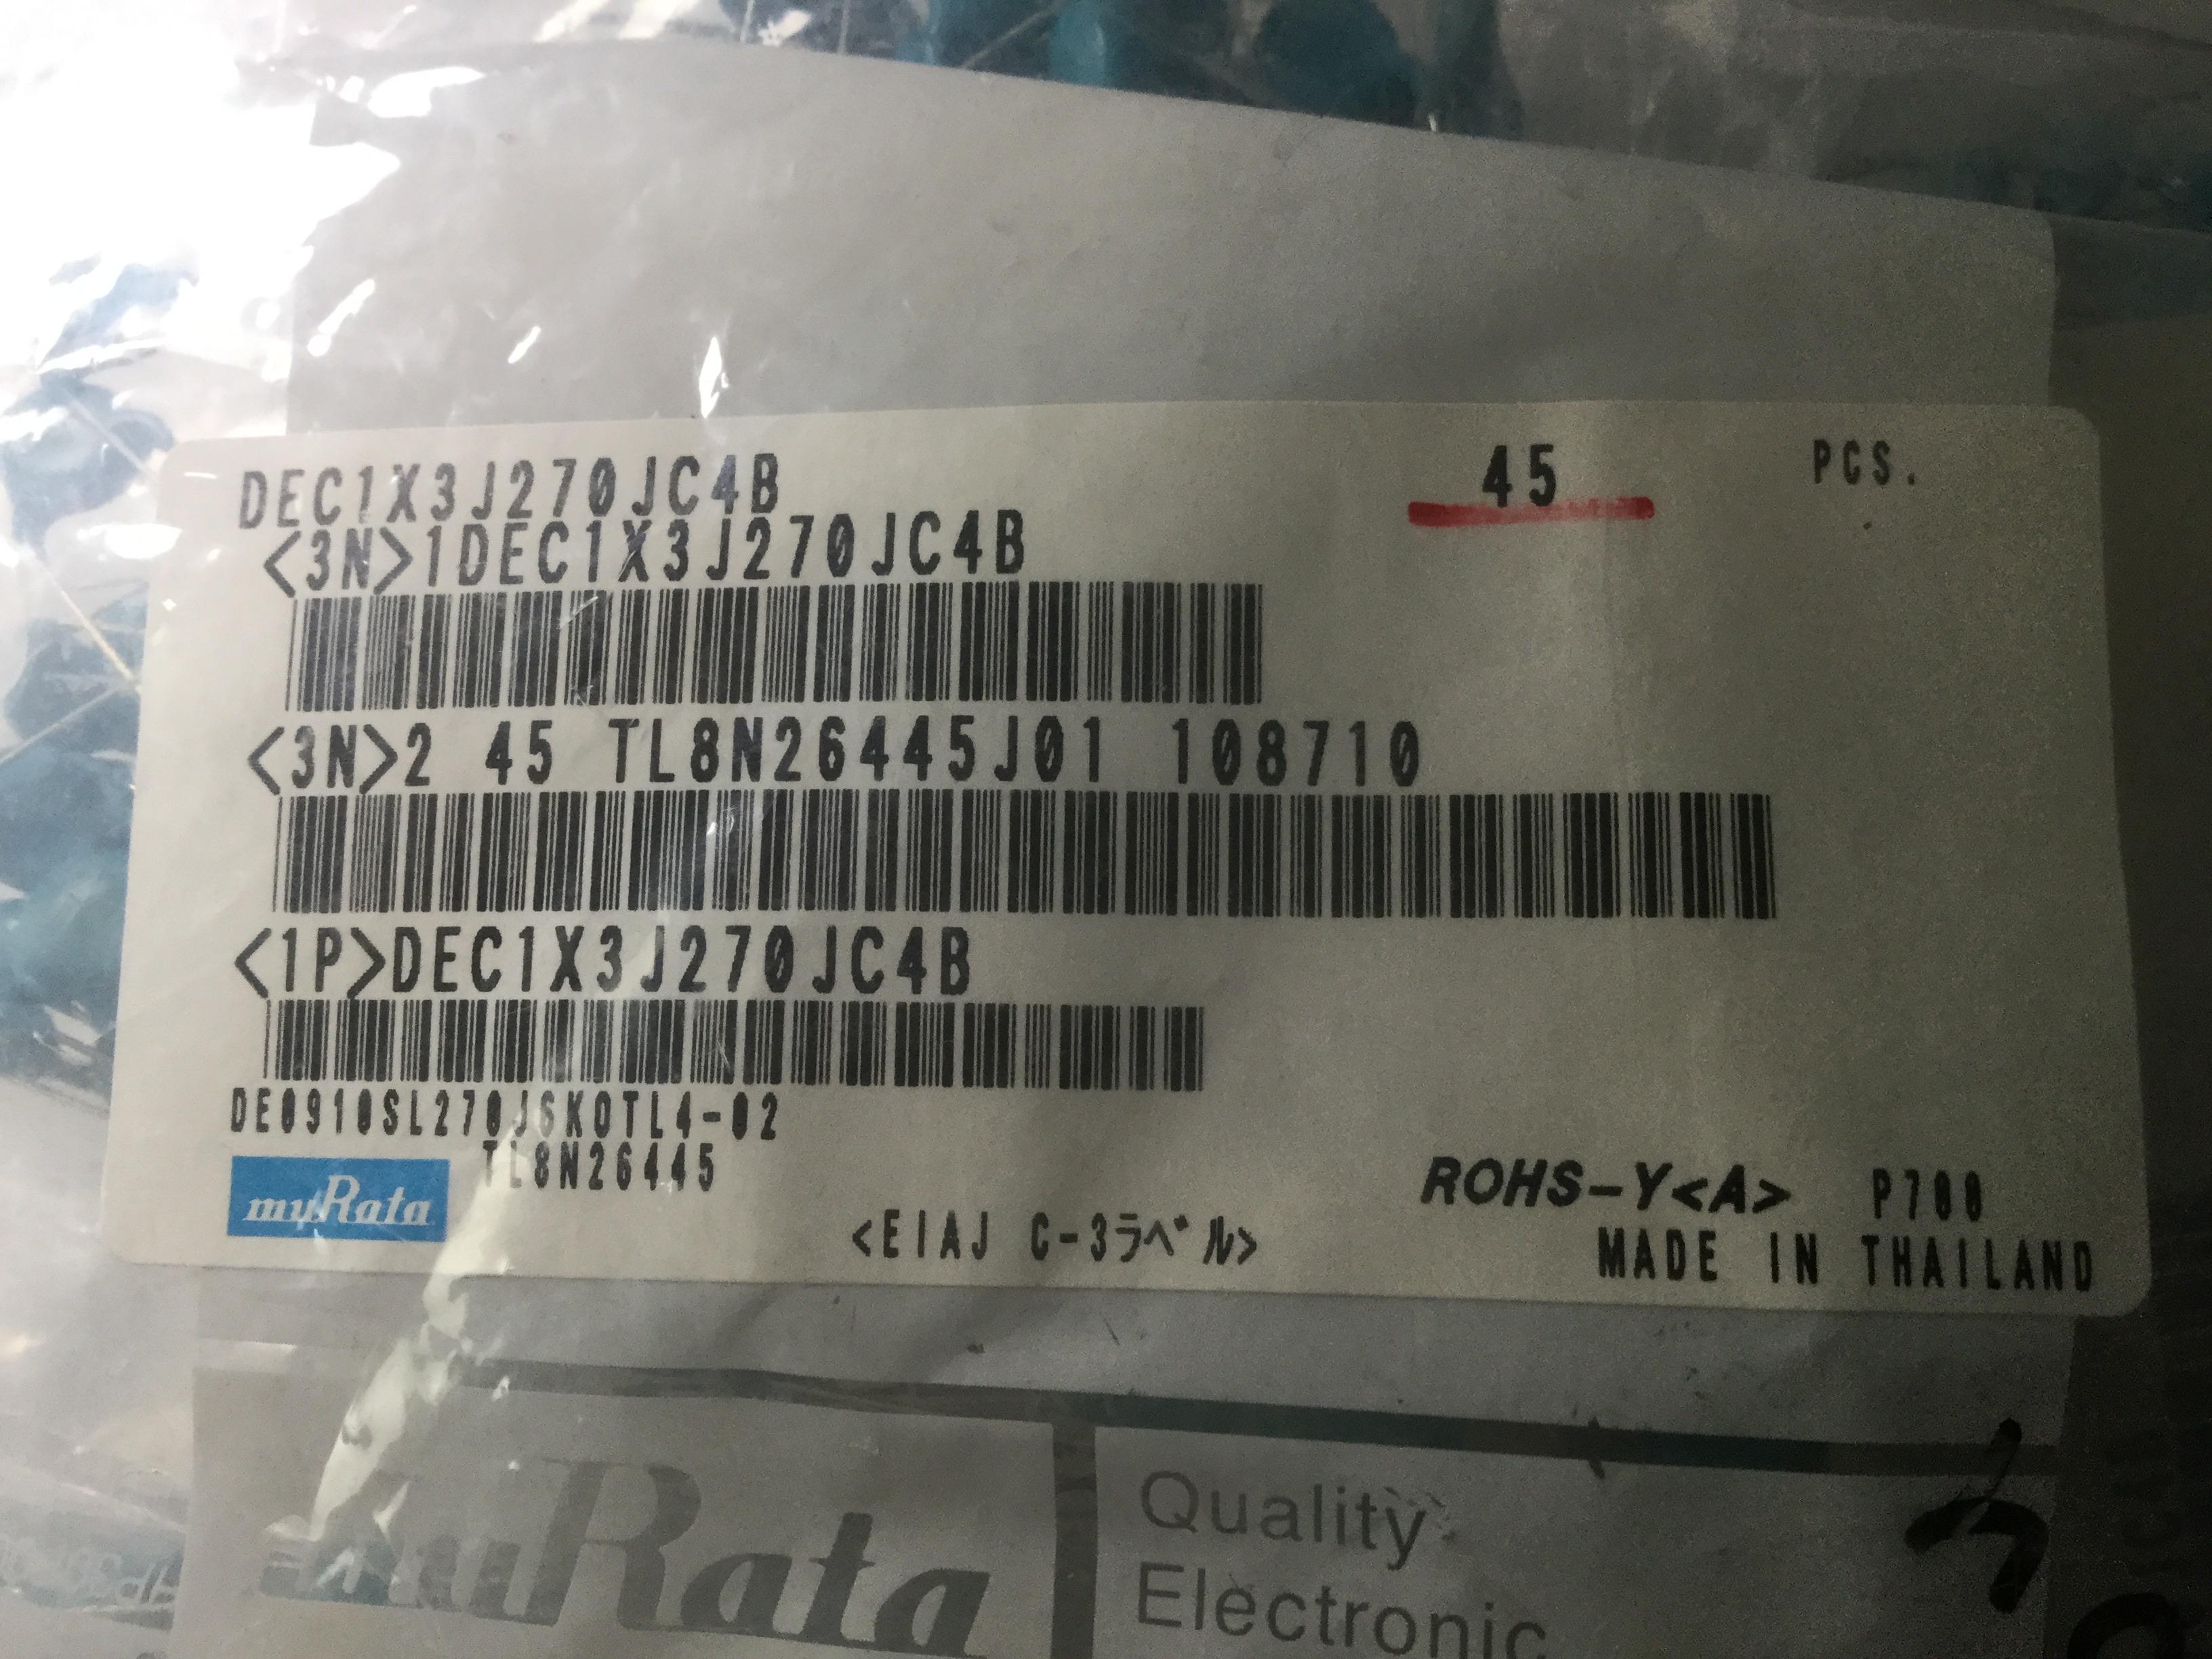 DEC1X3J270JC4B 45 PCS.
<3N>1DEC1X3J270JC4B
<3N>2 45 TL8N26445J01 108710
<1P>DEC1X3J270JC4B
DE0910SL270J6K0TL4-02
TL8N26445
muRata
<EIAJ C-3ラベル>
ROHS-Y<A> P700
MADE IN THAILAND
muRata
Quality
Electronic